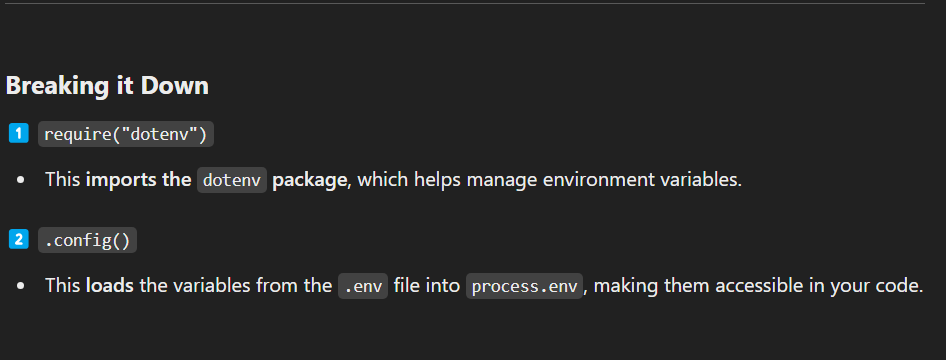 Breaking it Down
1 require("dotenv")
• This imports the dotenv package, which helps manage environment variables.
2 .config()
• This loads the variables from the .env file into process.env, making them accessible in your code.